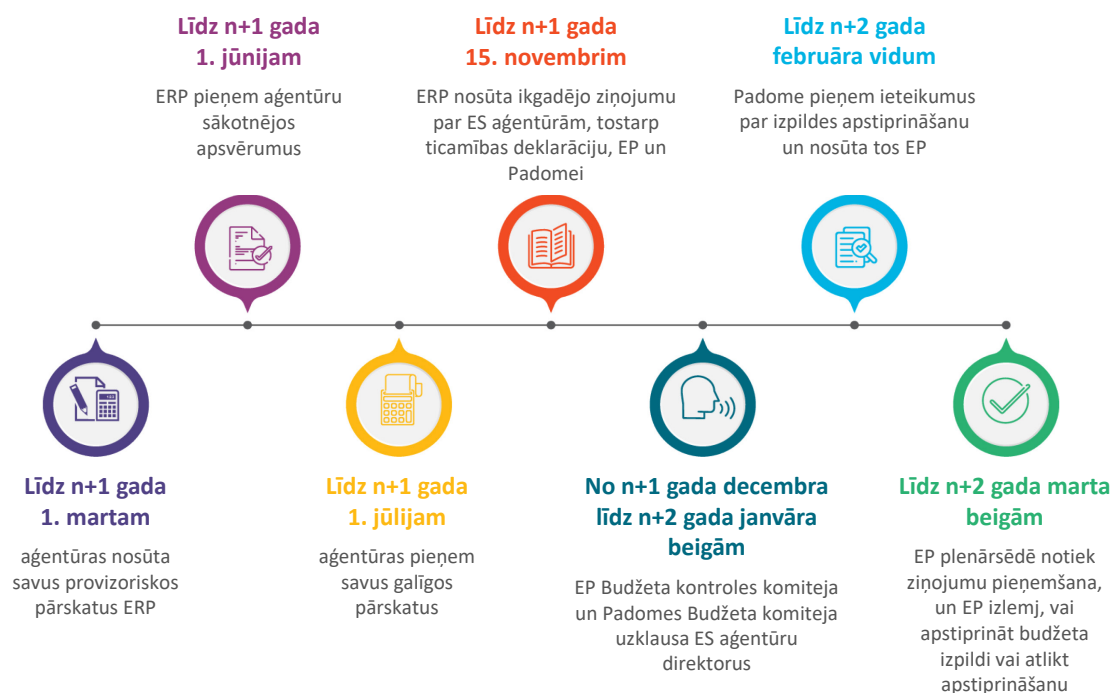 Līdz n+1 gada
1. jūnijam
ERP pieņem aģentūru
sākotnējos
apsvērumus
Līdz n+1 gada
15. novembrim
ERP nosūta ikgadējo ziņojumu
par ES aģentūrām, tostarp
ticamības deklarāciju, EP un
Padomei
Līdz n+2 gada
februāra vidum
Padome pieņem ieteikumus
par izpildes apstiprināšanu
un nosūta tos EP
Līdz n+1 gada
1. martam
aģentūras nosūta
savus provizoriskos
pārskatus ERP
Līdz n+1 gada
1. jūlijam
aģentūras pieņem
savus galīgos
pārskatus
No n+1 gada decembra
līdz n+2 gada janvāra
beigām
EP Budžeta kontroles komiteja
un Padomes Budžeta komiteja
uzklausa ES aģentūru
direktorus
Līdz n+2 gada marta
beigām
EP plenārsēdē notiek
ziņojumu pieņemšana,
un EP izlemj, vai
apstiprināt budžeta
izpildi vai atlikt
apstiprināšanu